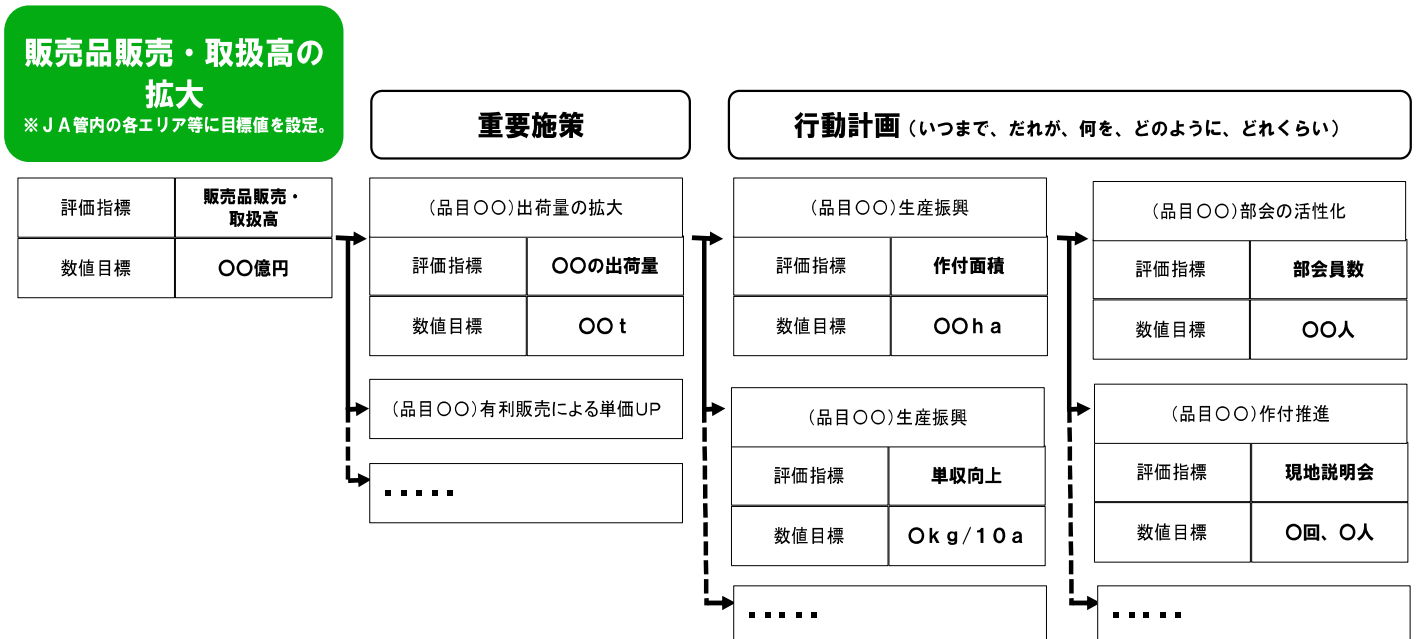 販売品販売・取扱高の
拡大
※ＪＡ管内の各エリア等に目標値を設定。
評価指標
販売品販売・
取扱高
数値目標
〇〇億円
重要施策
（品目〇〇）出荷量の拡大
評価指標
〇〇の出荷量
数値目標
〇〇ｔ
（品目〇〇）有利販売による単価UP
・・・・・
行動計画（いつまで、だれが、何を、どのように、どれくらい）
（品目〇〇）生産振興
評価指標
作付面積
数値目標
〇〇ｈａ
（品目〇〇）生産振興
評価指標
単収向上
数値目標
〇ｋｇ/１０ａ
・・・・・
（品目〇〇）部会の活性化
評価指標
部会員数
数値目標
〇〇人
（品目〇〇）作付推進
評価指標
現地説明会
数値目標
〇回、〇人
・・・・・